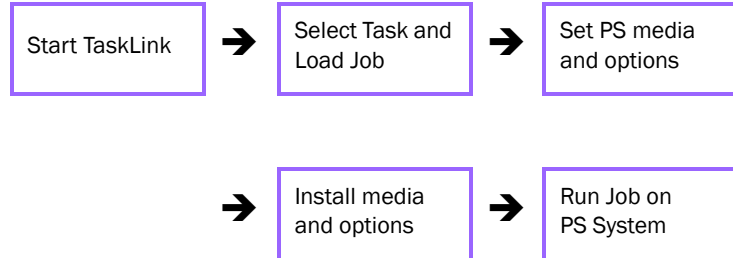 Start TaskLink
Select Task and
Load Job
Set PS media
and options
Install media
and options
Run Job on
PS System